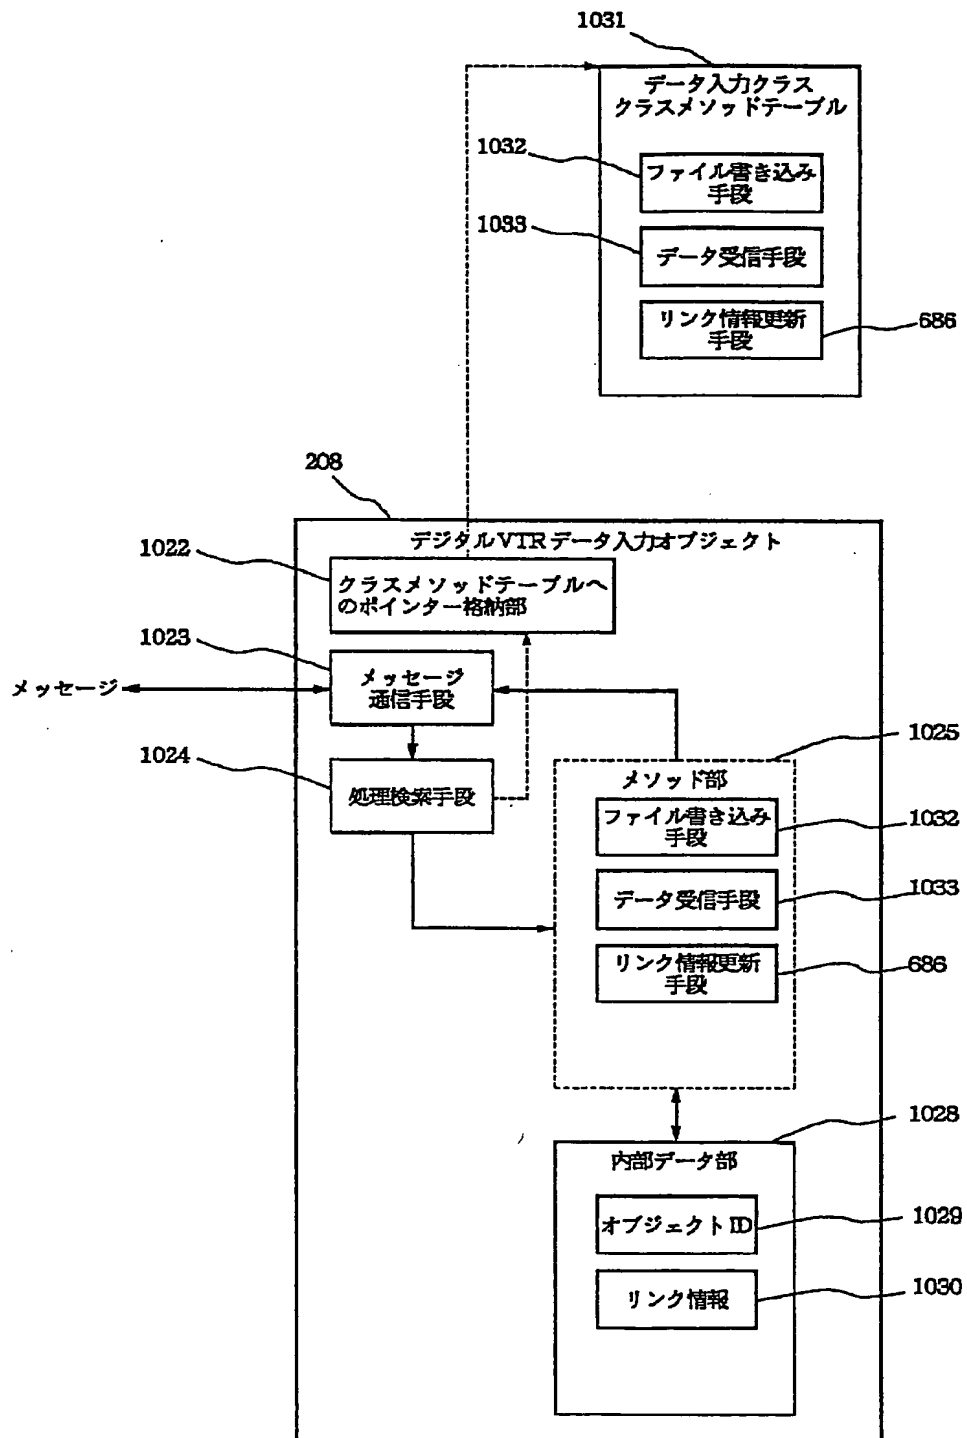 1031
データ入力クラス
クラスメソッドテーブル
1032
ファイル書き込み
手段
1033
データ受信手段
リンク情報更新
手段
686
208
デジタルVTRデータ入力オブジェクト
1022
クラスメソッドテーブルへ
のポインター格納部
1023
メッセージ
メッセージ
通信手段
1024
処理検索手段
1025
メソッド部
ファイル書き込み
手段
1032
データ受信手段
1033
リンク情報更新
手段
686
1028
内部データ部
オブジェクトID
1029
リンク情報
1030